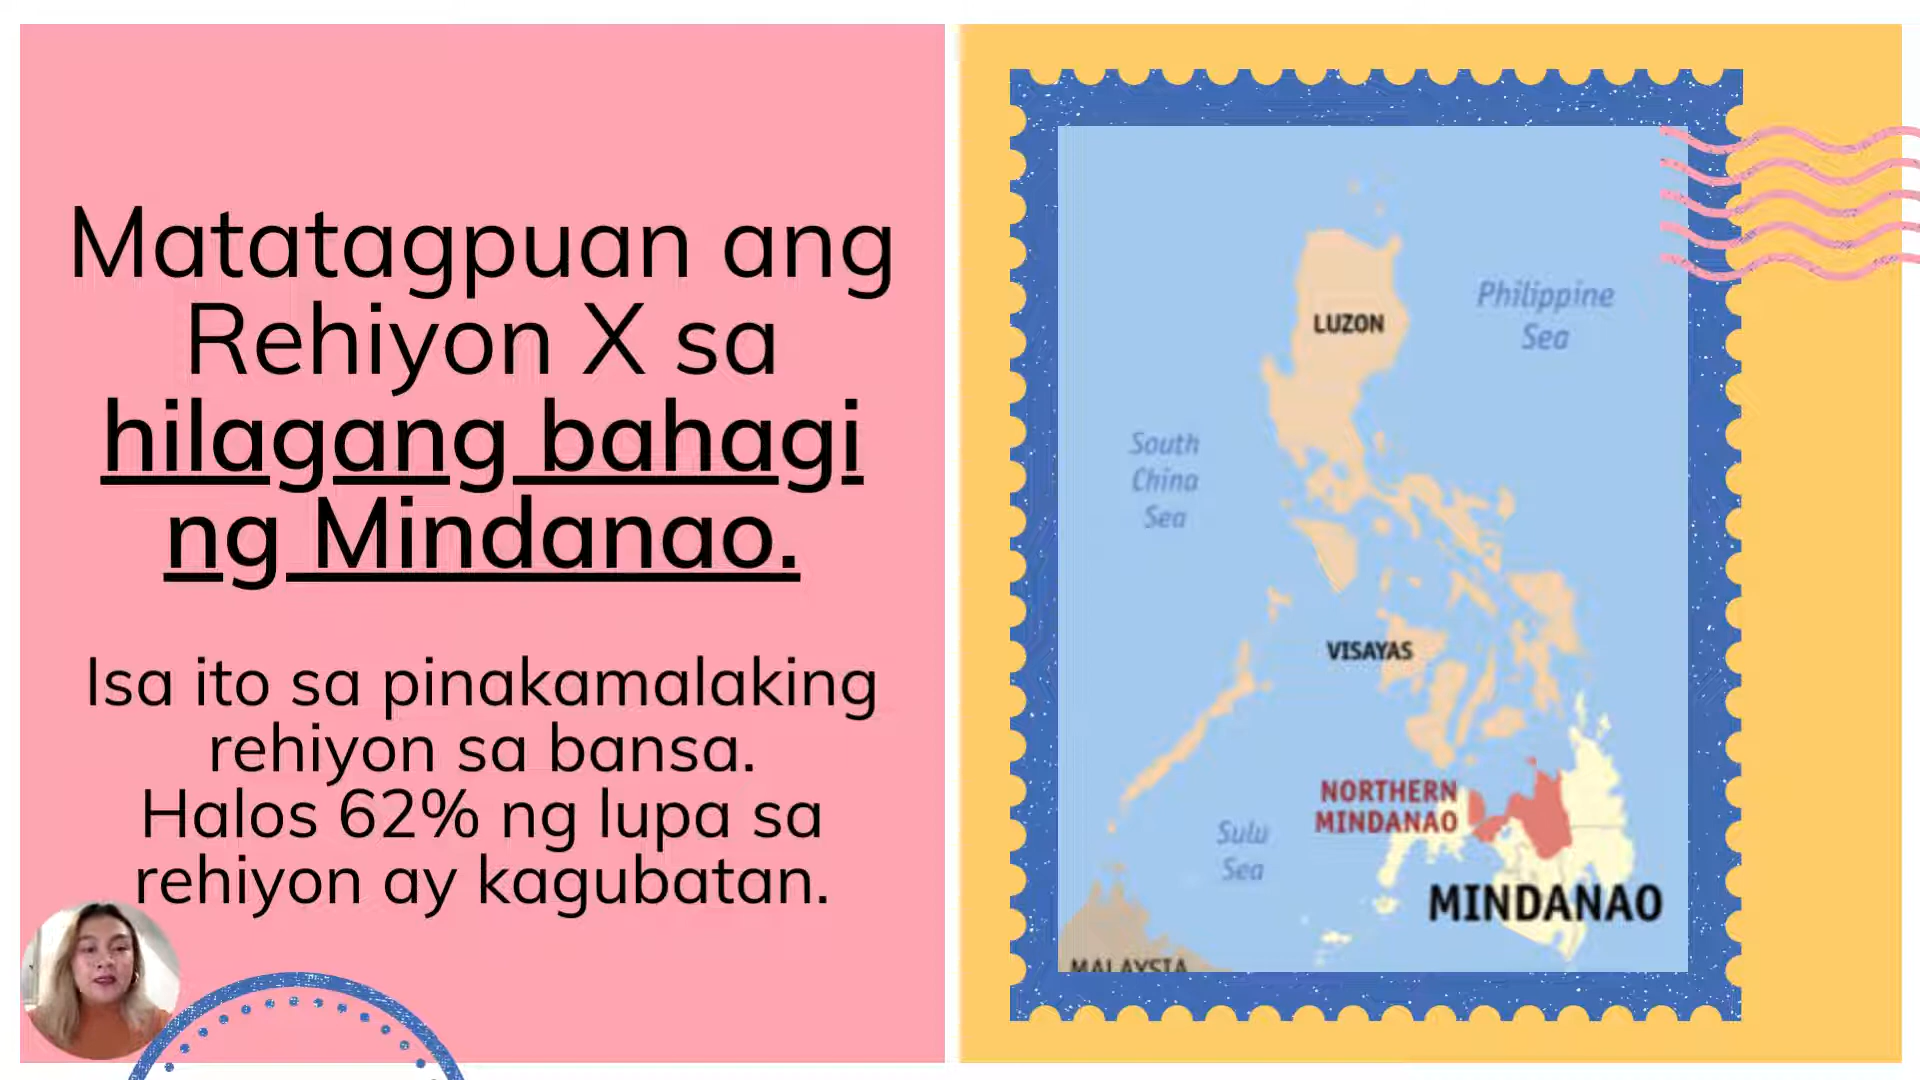 Matatagpuan ang
Rehiyon X sa
hilagang bahagi
ng Mindanao.
Isa ito sa pinakamalaking
rehiyon sa bansa.
Halos 62% ng lupa sa
rehiyon ay kagubatan.
LUZON
Philippine
Sea
South
China
Sea
VISAYAS
NORTHERN
MINDANAO
Sulu
Sea
MINDANAO
MALAYSIA